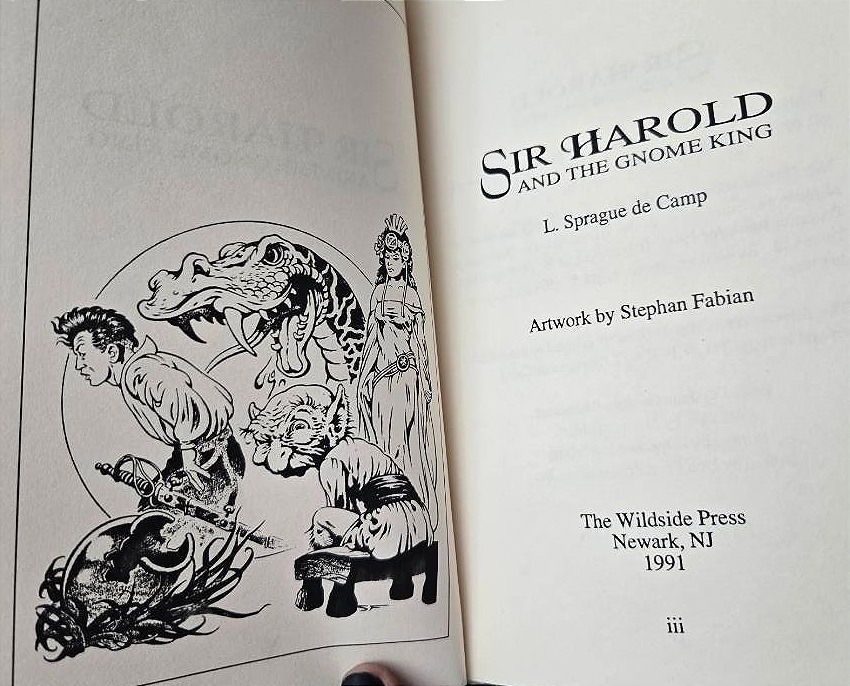 SIR HAROLD
AND THE GNOME KING
L. Sprague de Camp
Artwork by Stephan Fabian
The Wildside Press
Newark, NJ
1991
iii
SF